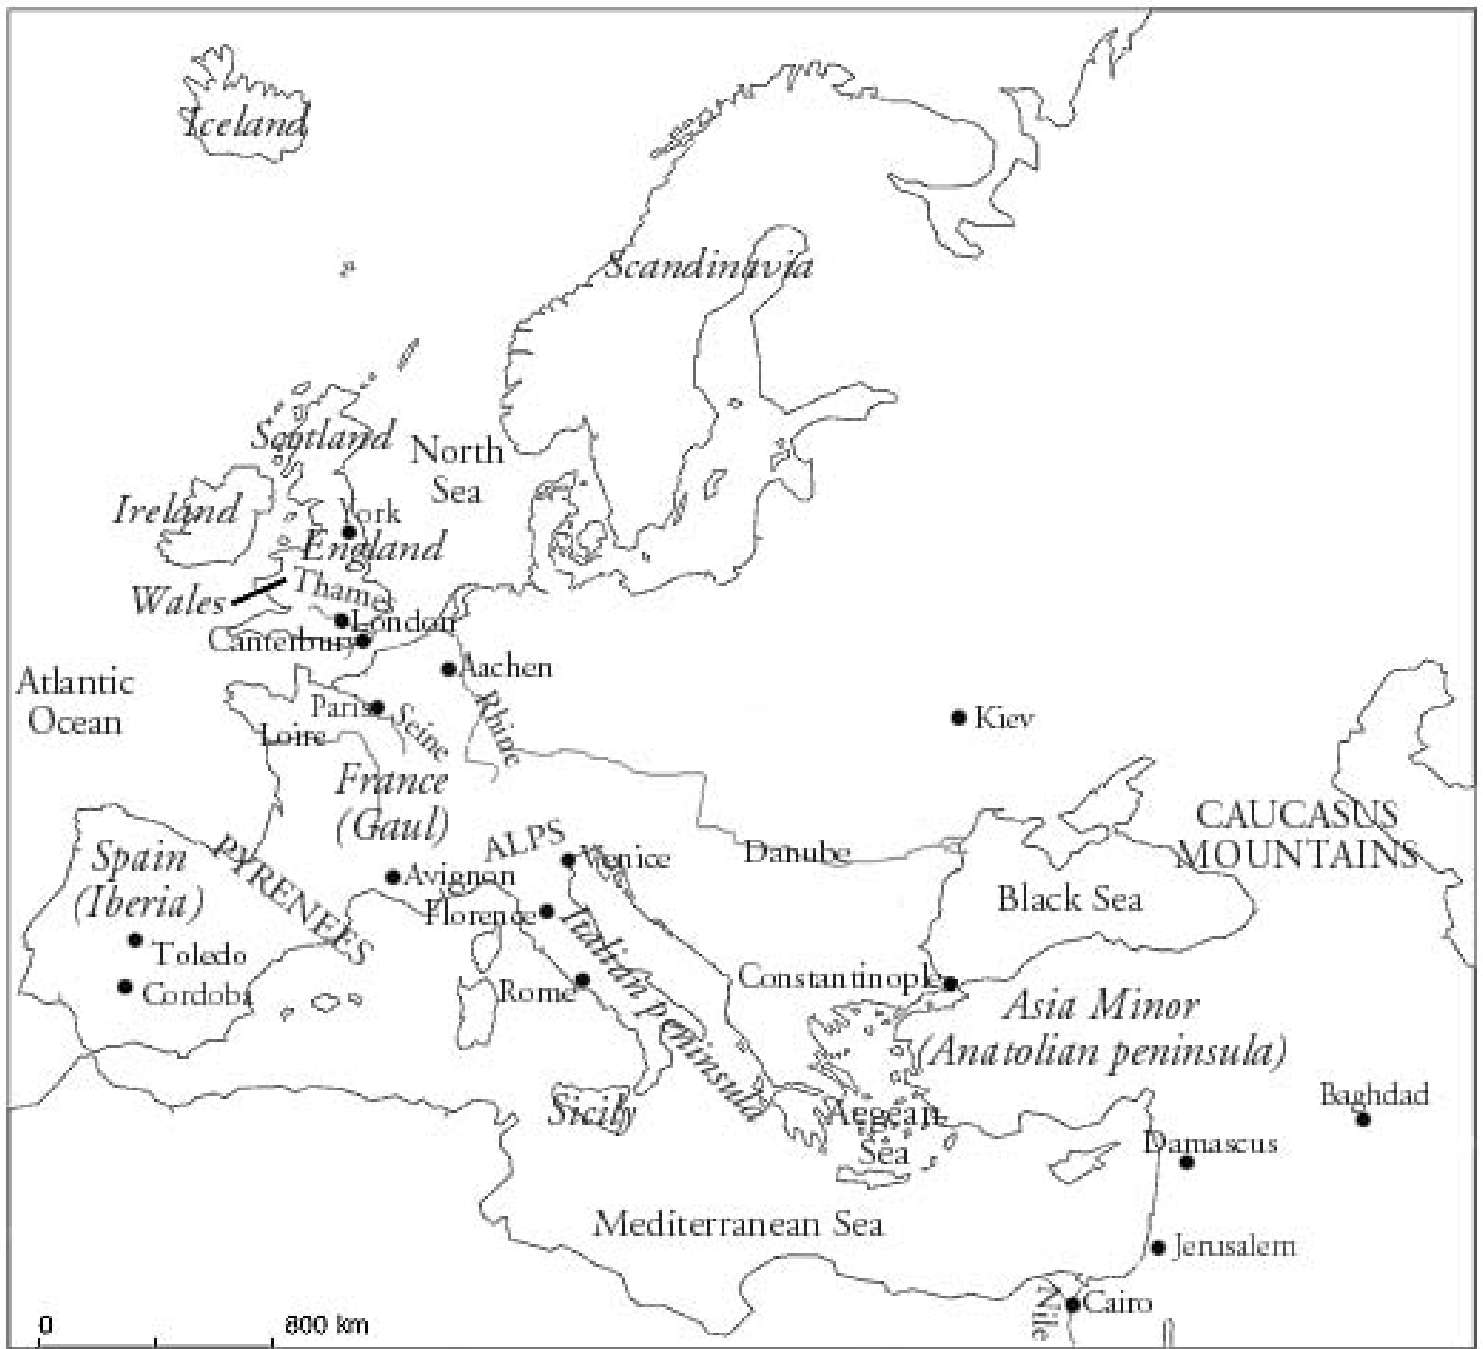 Iceland
Scandinavia
Scotland
North
Sea
Ireland
York
England
Wales
Thames
London
Canterbury
Aachen
Atlantic
Ocean
Paris
Seine
Rhine
Loire
Kiev
France
(Gaul)
CAUCASUS
MOUNTAINS
PYRENEES
ALPS
Venice
Danube
Spain
(Iberia)
Avignon
Florence
Black Sea
Toledo
Cordoba
Italian peninsula
Rome
Constantinople
Asia Minor
(Anatolian peninsula)
Sicily
Aegean
Sea
Baghdad
Damascus
Mediterranean Sea
Jerusalem
Nile
Cairo
0
800 km